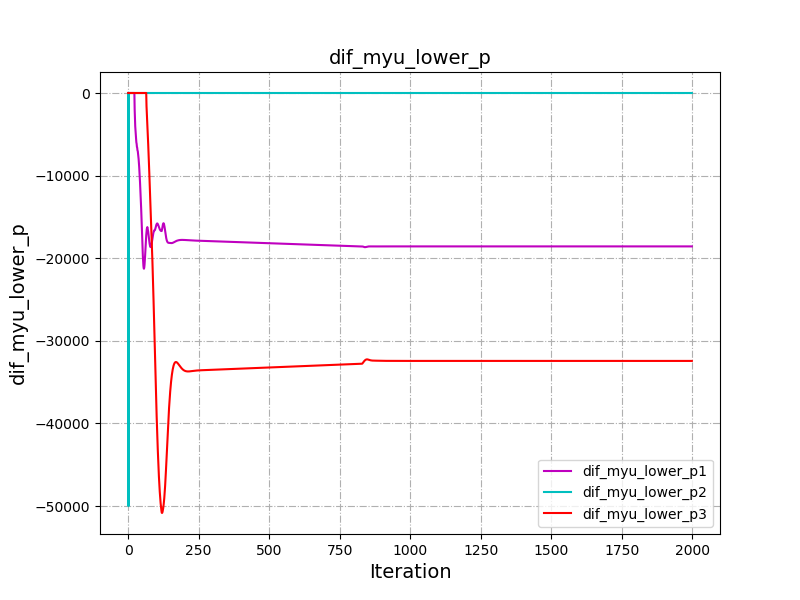 dif_myu_lower_p
0
−10000
−20000
−30000
−40000
−50000
dif_myu_lower_p
0 250 500 750 1000 1250 1500 1750 2000
Iteration
dif_myu_lower_p1
dif_myu_lower_p2
dif_myu_lower_p3